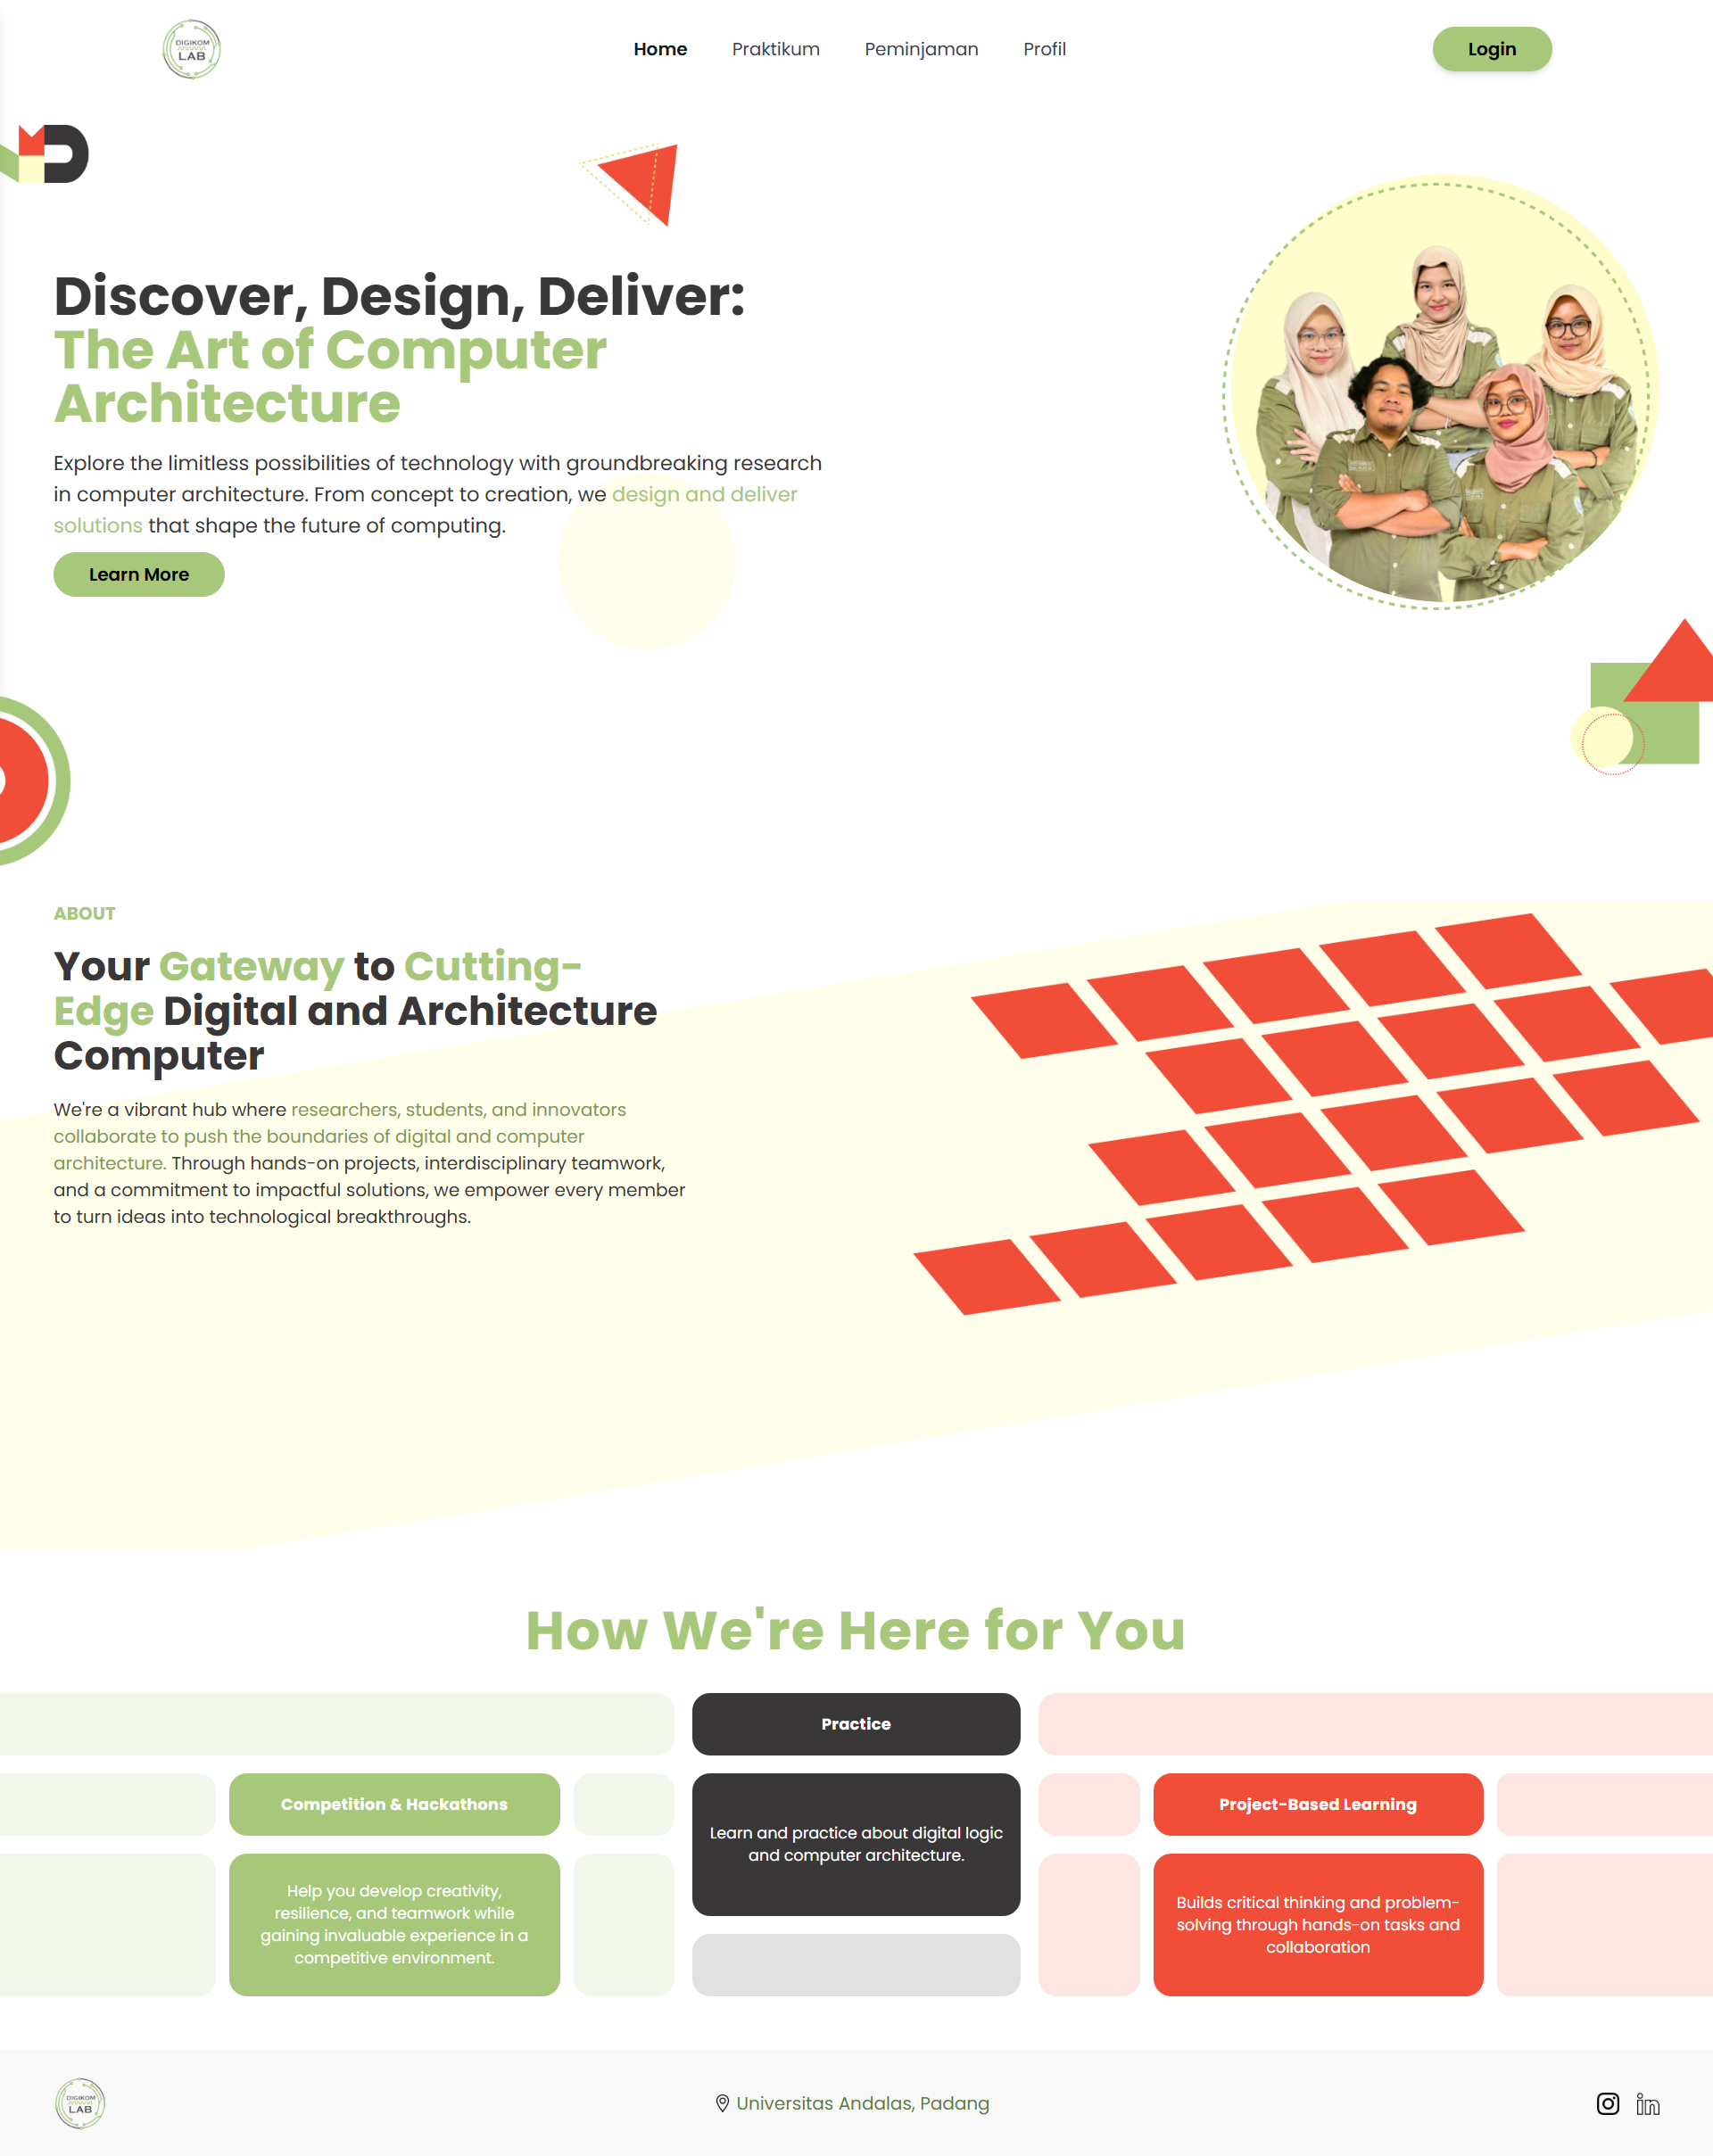 DIGIKOM
LAB
Home
Praktikum
Peminjaman
Profil
Login
Discover, Design, Deliver:
The Art of Computer
Architecture
Explore the limitless possibilities of technology with groundbreaking research
in computer architecture. From concept to creation, we design and deliver
solutions that shape the future of computing.
Learn More
ABOUT
Your Gateway to Cutting-
Edge Digital and Architecture
Computer
We're a vibrant hub where researchers, students, and innovators
collaborate to push the boundaries of digital and computer
architecture. Through hands-on projects, interdisciplinary teamwork,
and a commitment to impactful solutions, we empower every member
to turn ideas into technological breakthroughs.
How We're Here for You
Practice
Learn and practice about digital logic
and computer architecture.
Competition & Hackathons
Help you develop creativity,
resilience, and teamwork while
gaining invaluable experience in a
competitive environment.
Project-Based Learning
Builds critical thinking and problem-
solving through hands-on tasks and
collaboration
DIGIKOM
LAB
Universitas Andalas, Padang
in